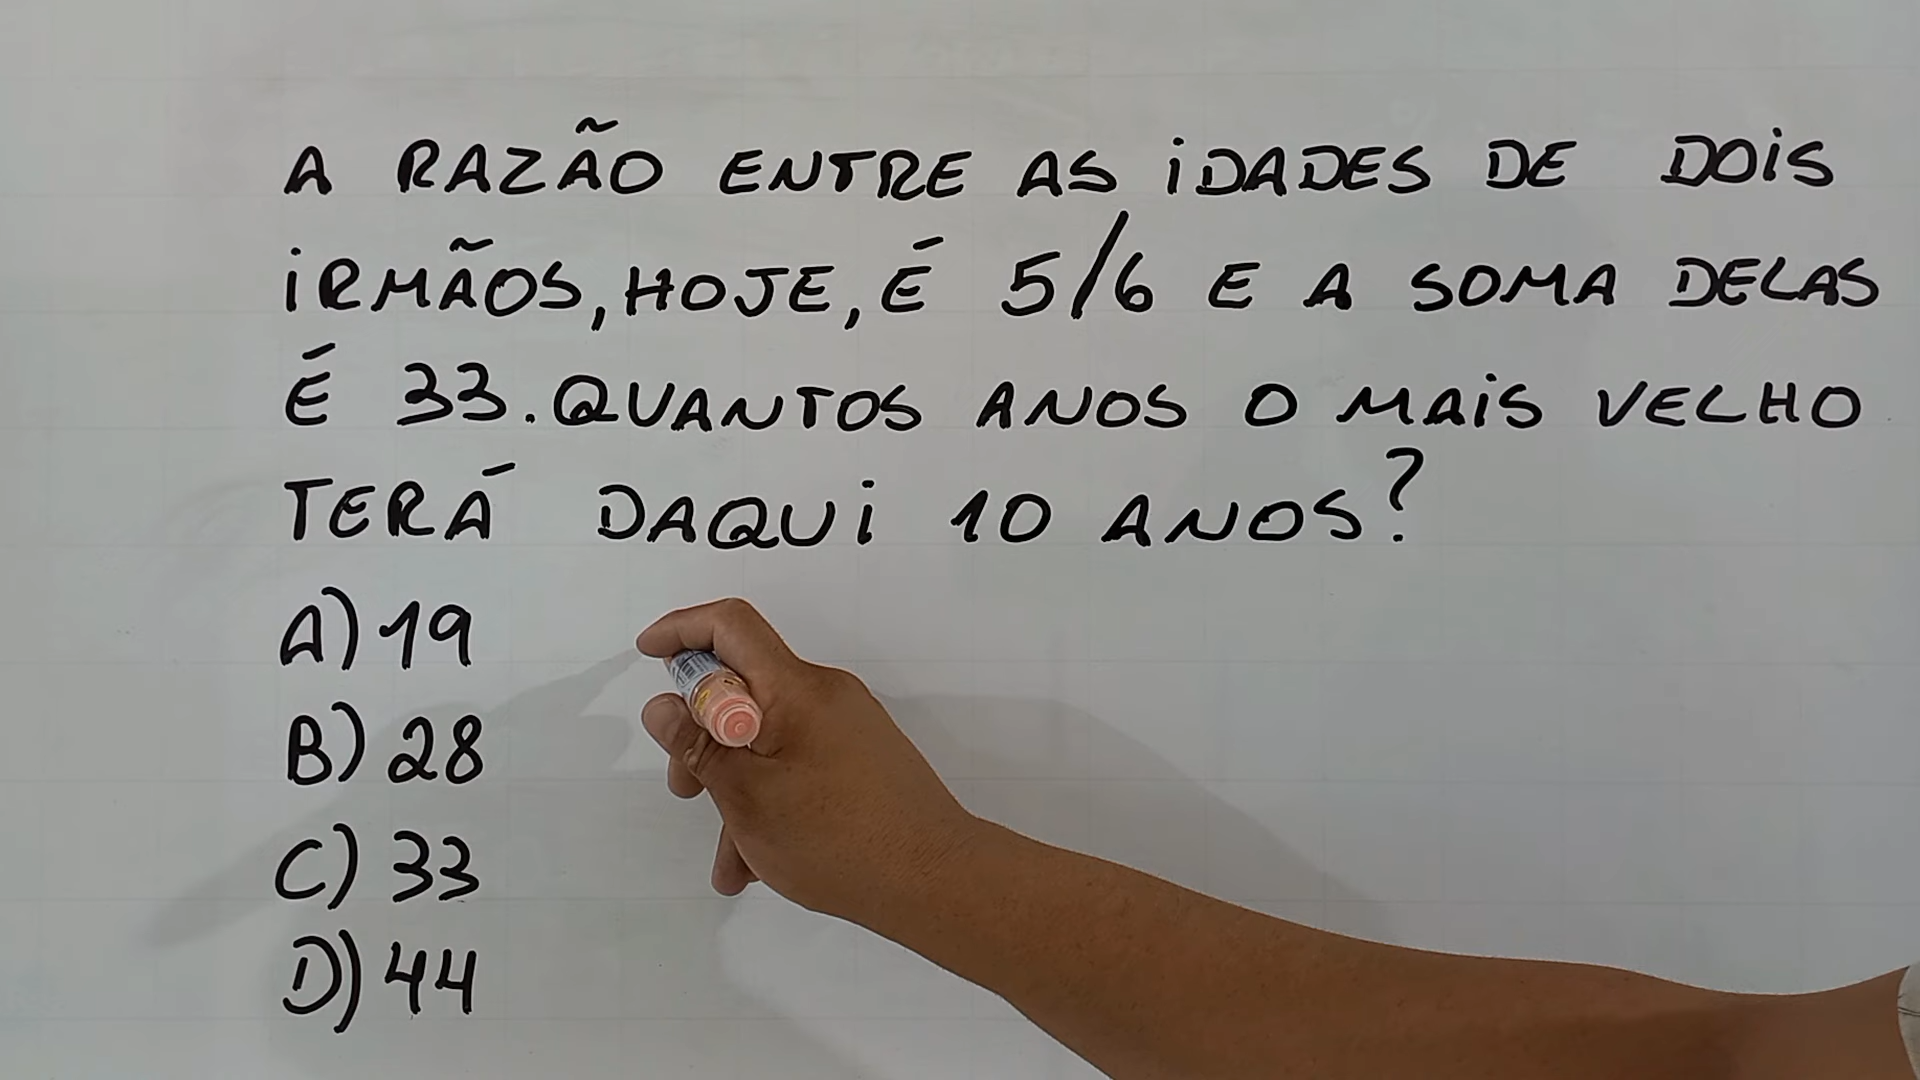 A RAZÃO ENTRE AS IDADES DE DOIS
IRMÃOS, HOJE, É 5/6 E A SOMA DELAS
É 33. QUANTOS ANOS O MAIS VELHO
TERÁ DAQUI 10 ANOS?
A) 19
B) 28
C) 33
D) 44